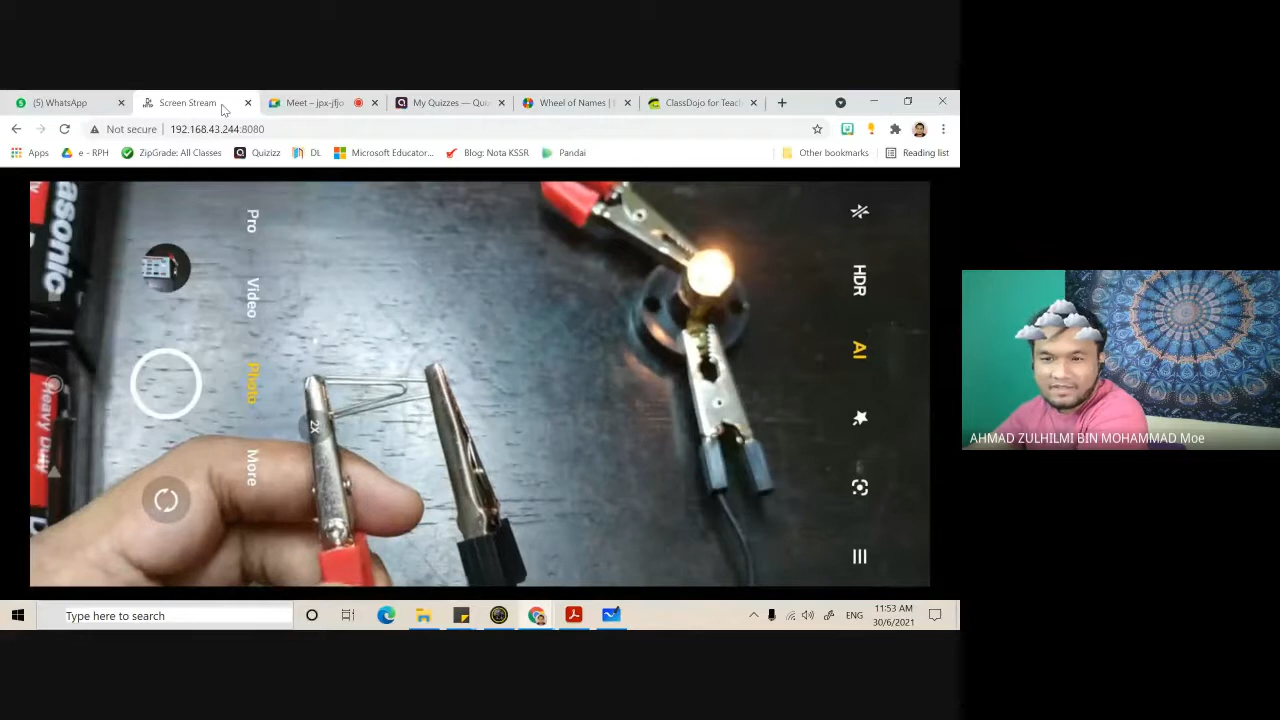 (5) WhatsApp
Screen Stream
Meet – jpx-jfjo
My Quizzes — Qui
Wheel of Names |
ClassDojo for Teach
Not secure
192.168.43.244:8080
Apps
e - RPH
ZipGrade: All Classes
Quizizz
DL
Microsoft Educator...
Blog: Nota KSSR
Pandai
Other bookmarks
Reading list
asonic
Heavy Duty
D
Pro
Video
Photo
More
2X
HDR
AI
AHMAD ZULHILMI BIN MOHAMMAD Moe
Type here to search
ENG
11:53 AM
30/6/2021